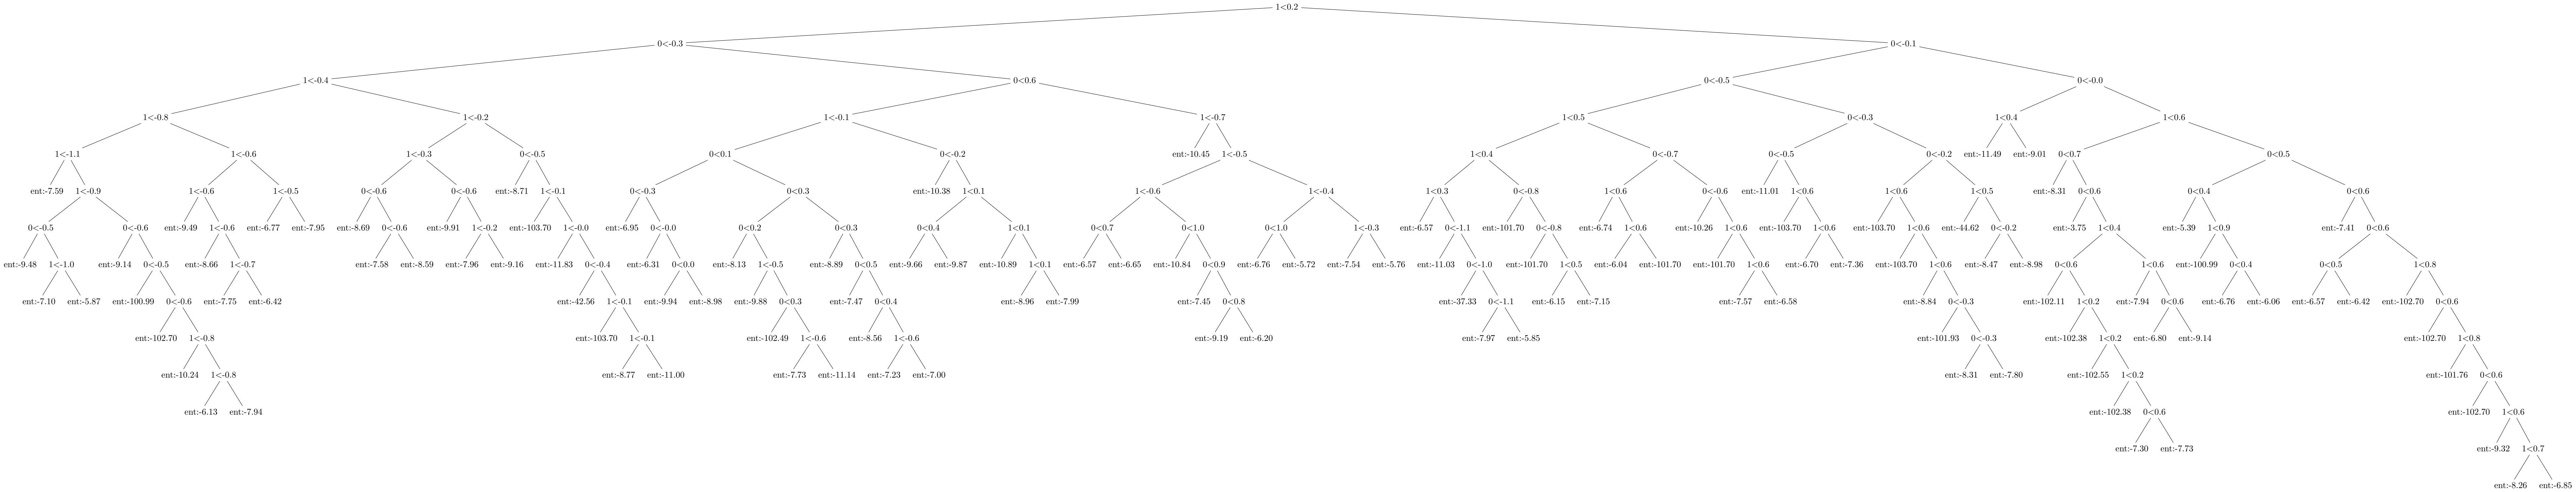 1<0.2
0<-0.3 0<-0.1
1<-0.4 0<0.6 0<-0.5 0<-0.0
1<-0.8 1<-0.2 1<-0.1 1<-0.7 1<0.5 0<-0.3 1<0.4 1<0.6
1<-1.1 1<-0.6 1<-0.3 0<-0.5 0<0.1 0<-0.2 ent:-10.45 1<-0.5 1<0.4 0<-0.7 0<-0.5 0<-0.2 ent:-11.49 ent:-9.01 0<0.7 0<0.5
ent:-7.59 1<-0.9 1<-0.6 1<-0.5 0<-0.6 0<-0.6 ent:-8.71 1<-0.1 0<-0.3 0<0.3 ent:-10.38 1<0.1 1<-0.6 1<-0.4 1<0.3 0<-0.8 1<0.6 0<-0.6 ent:-11.01 1<0.6 1<0.6 1<0.5 ent:-8.31 0<0.6 0<0.4 0<0.6
0<-0.5 0<-0.6 ent:-9.49 1<-0.6 ent:-6.77 ent:-7.95 ent:-8.69 0<-0.6 ent:-9.91 1<-0.2 ent:-103.70 1<-0.0 ent:-6.95 0<-0.0 0<0.2 0<0.3 0<0.4 1<0.1 0<0.7 0<1.0 0<1.0 1<-0.3 ent:-6.57 0<-1.1 ent:-101.70 0<-0.8 ent:-6.74 1<0.6 ent:-10.26 1<0.6 ent:-103.70 1<0.6 ent:-103.70 1<0.6 ent:-44.62 0<-0.2 ent:-3.75 1<0.4 ent:-5.39 1<0.9 ent:-7.41 0<0.6
ent:-9.48 1<-1.0 ent:-9.14 0<-0.5 ent:-8.66 1<-0.7 ent:-7.58 ent:-8.59 ent:-7.96 ent:-9.16 ent:-11.83 0<-0.4 ent:-6.31 0<0.0 ent:-8.13 1<-0.5 ent:-8.89 0<0.5 ent:-9.66 ent:-9.87 ent:-10.89 1<0.1 ent:-6.57 ent:-6.65 ent:-10.84 0<0.9 ent:-6.76 ent:-5.72 ent:-7.54 ent:-5.76 ent:-11.03 0<-1.0 ent:-101.70 1<0.5 ent:-6.04 ent:-101.70 ent:-101.70 1<0.6 ent:-6.70 ent:-7.36 ent:-103.70 1<0.6 ent:-8.47 ent:-8.98 0<0.6 1<0.6 ent:-100.99 0<0.4 0<0.5 1<0.8
ent:-7.10 ent:-5.87 ent:-100.99 0<-0.6 ent:-7.75 ent:-6.42 ent:-42.56 1<-0.1 ent:-9.94 ent:-8.98 ent:-9.88 0<0.3 ent:-7.47 0<0.4 ent:-8.96 ent:-7.99 ent:-7.45 0<0.8 ent:-37.33 0<-1.1 ent:-6.15 ent:-7.15 ent:-7.57 ent:-6.58 ent:-8.84 0<-0.3 ent:-102.11 1<0.2 ent:-7.94 0<0.6 ent:-6.76 ent:-6.06 ent:-6.57 ent:-6.42 ent:-102.70 0<0.6
ent:-102.70 1<-0.8 ent:-103.70 1<-0.1 ent:-102.49 1<-0.6 ent:-8.56 1<-0.6 ent:-9.19 ent:-6.20 ent:-7.97 ent:-5.85 ent:-101.93 0<-0.3 ent:-102.38 1<0.2 ent:-6.80 ent:-9.14 ent:-102.70 1<0.8
ent:-10.24 1<-0.8 ent:-8.77 ent:-11.00 ent:-7.73 ent:-11.14 ent:-7.23 ent:-7.00 ent:-8.31 ent:-7.80 ent:-102.55 1<0.2 ent:-101.76 0<0.6
ent:-6.13 ent:-7.94 ent:-102.38 0<0.6 ent:-102.70 1<0.6
ent:-7.30 ent:-7.73 ent:-9.32 1<0.7
ent:-8.26 ent:-6.85